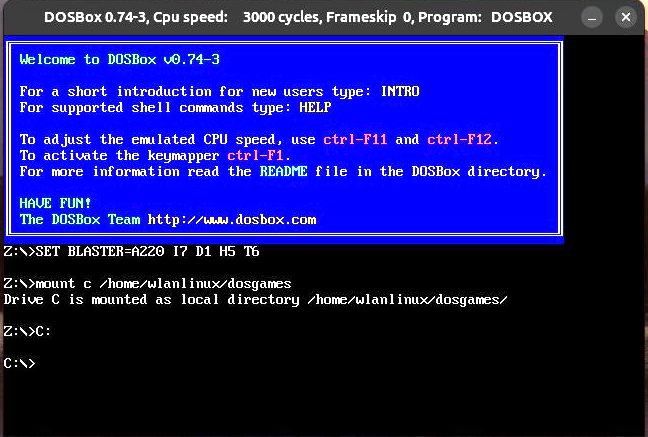 DOSBox 0.74-3, Cpu speed: 3000 cycles, Frameskip 0, Program: DOSBOX
Welcome to DOSBox v0.74-3
For a short introduction for new users type: INTRO
For supported shell commands type: HELP
To adjust the emulated CPU speed, use ctrl-F11 and ctrl-F12.
To activate the keymapper ctrl-F1.
For more information read the README file in the DOSBox directory.
HAVE FUN!
The DOSBox Team http://www.dosbox.com
Z:\>SET BLASTER=A220 I7 D1 H5 T6
Z:\>mount c /home/wlanlinux/dosgames
Drive C is mounted as local directory /home/wlanlinux/dosgames/
Z:\>C:
C:\>